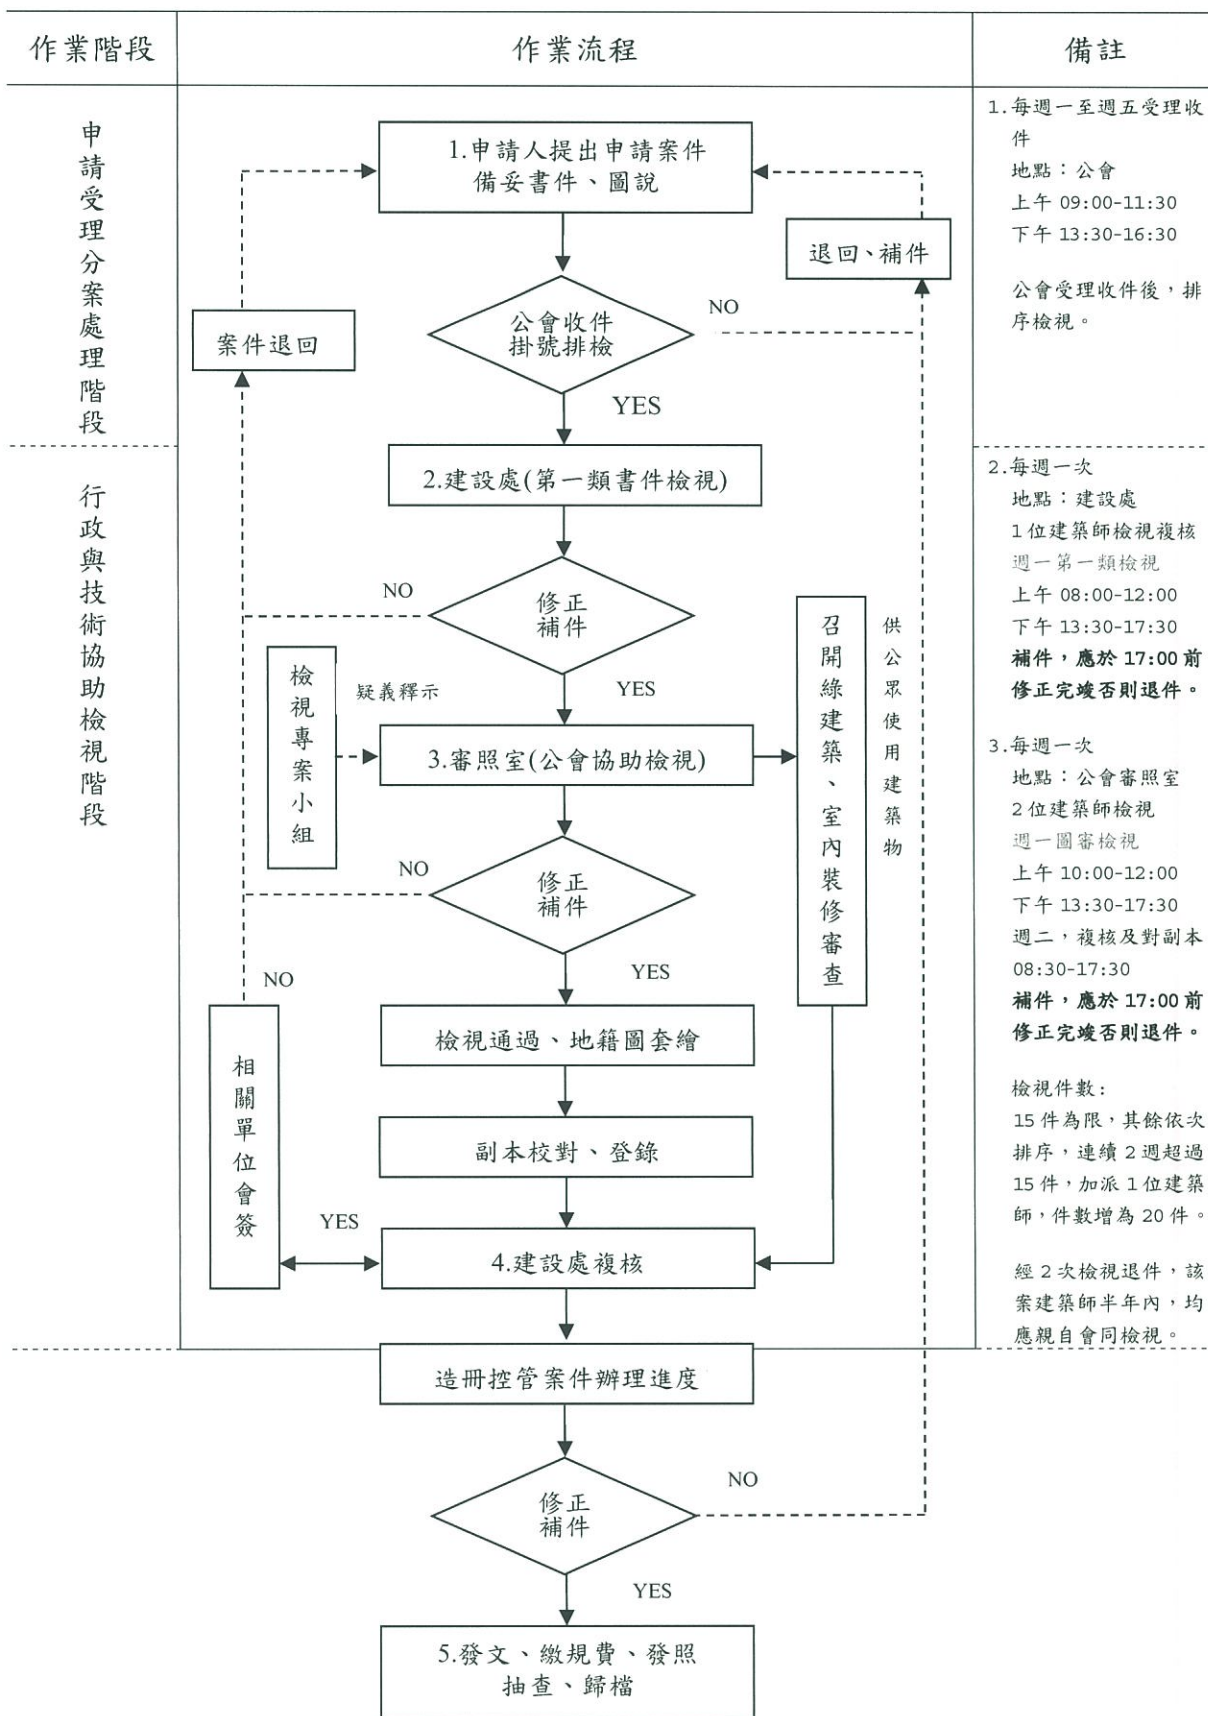 作業階段
作業流程
備註
申請受理分案處理階段
1.申請人提出申請案件
備妥書件、圖說
退回、補件
公會收件
掛號排檢
NO
案件退回
YES
1.每週一至週五受理收
件
地點：公會
上午 09:00-11:30
下午 13:30-16:30
公會受理收件後，排
序檢視。
行政與技術協助檢視階段
2.建設處(第一類書件檢視)
NO
修正
補件
YES
檢視專案小組
疑義釋示
3.審照室(公會協助檢視)
召開綠建築、室內裝修審查
供公眾使用建築物
NO
修正
補件
YES
NO
檢視通過、地籍圖套繪
相關單位會簽
副本校對、登錄
YES
4.建設處複核
2.每週一次
地點：建設處
1 位建築師檢視複核
週一第一類檢視
上午 08:00-12:00
下午 13:30-17:30
補件，應於 17:00 前
修正完竣否則退件。
3.每週一次
地點：公會審照室
2 位建築師檢視
週一圖審檢視
上午 10:00-12:00
下午 13:30-17:30
週二，複核及對副本
08:30-17:30
補件，應於 17:00 前
修正完竣否則退件。
檢視件數:
15 件為限，其餘依次
排序，連續 2 週超過
15 件，加派 1 位建築
師，件數增為 20 件。
經 2 次檢視退件，該
案建築師半年內，均
應親自會同檢視。
造冊控管案件辦理進度
修正
補件
NO
YES
5.發文、繳規費、發照
抽查、歸檔